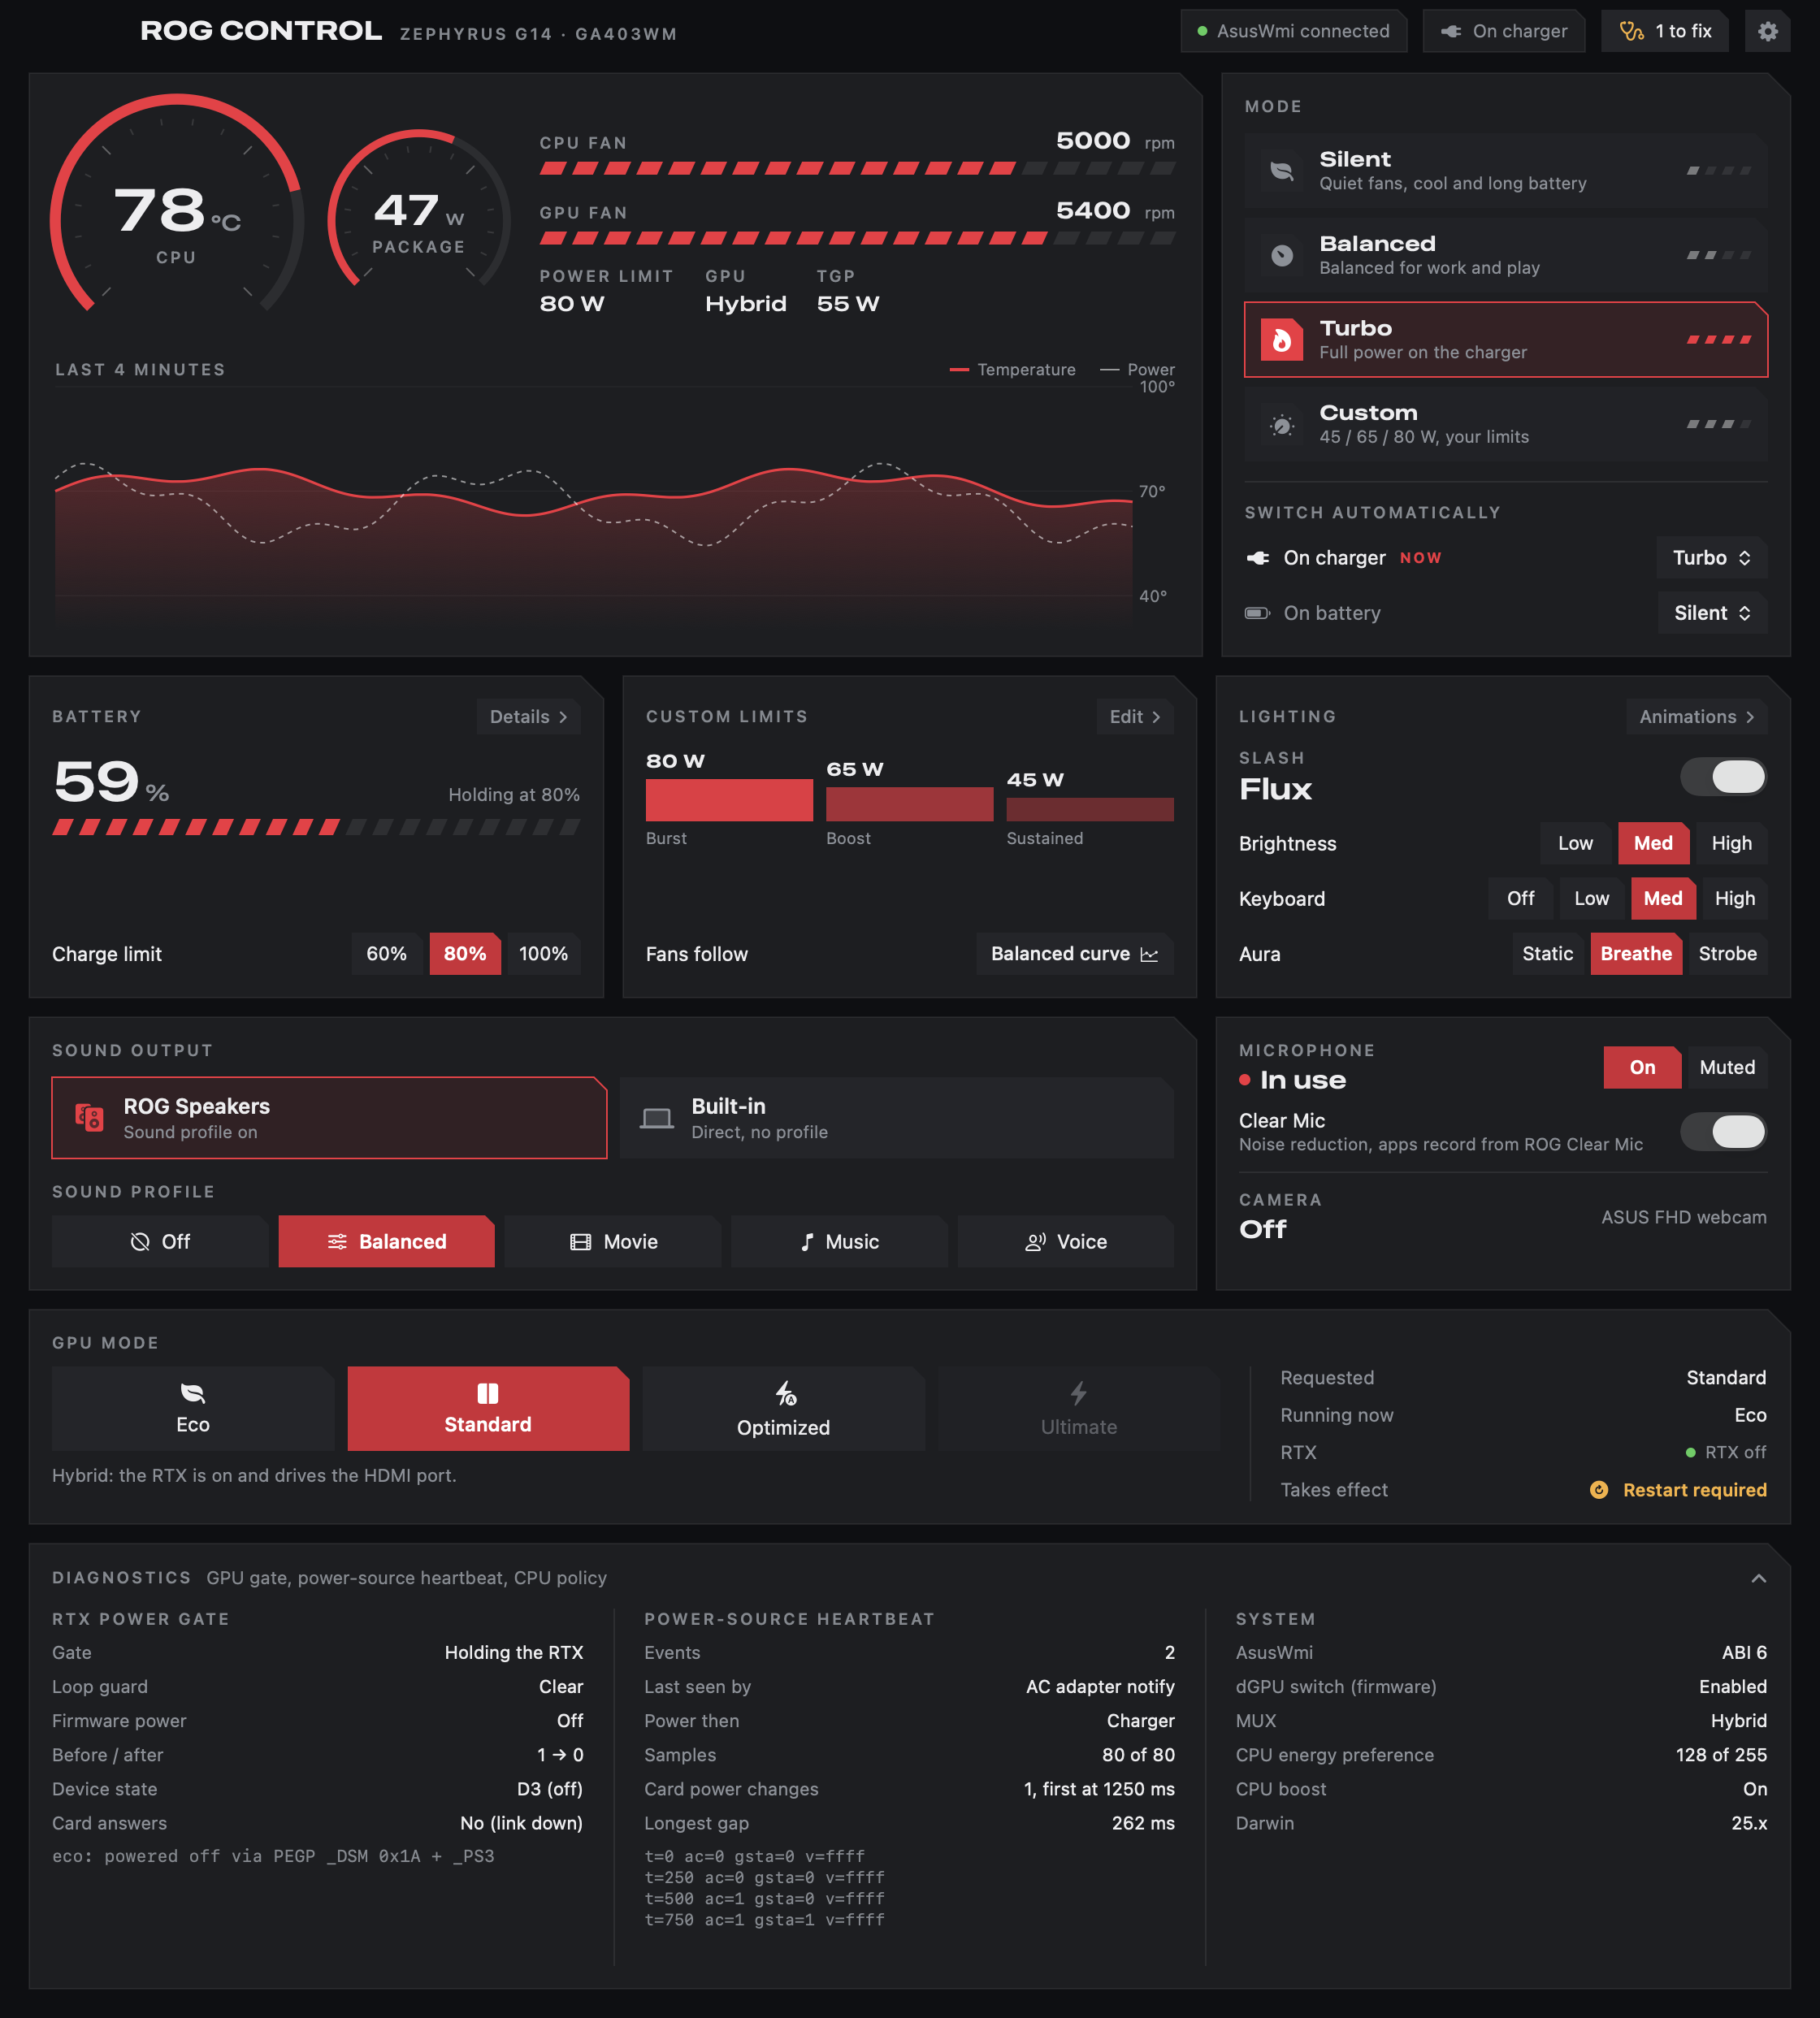 ROG CONTROL ZEPHYRUS G14 · GA403WM
AsusWmi connected
On charger
1 to fix
78 °C
CPU
47 W
PACKAGE
CPU FAN 5000 rpm
GPU FAN 5400 rpm
POWER LIMIT GPU TGP
80 W Hybrid 55 W
LAST 4 MINUTES
Temperature Power
100°
70°
40°
MODE
Silent
Quiet fans, cool and long battery
Balanced
Balanced for work and play
Turbo
Full power on the charger
Custom
45 / 65 / 80 W, your limits
SWITCH AUTOMATICALLY
On charger NOW Turbo
On battery Silent
BATTERY Details
59 %
Holding at 80%
Charge limit 60% 80% 100%
CUSTOM LIMITS Edit
80 W 65 W 45 W
Burst Boost Sustained
Fans follow Balanced curve
LIGHTING Animations
SLASH
Flux
Brightness Low Med High
Keyboard Off Low Med High
Aura Static Breathe Strobe
SOUND OUTPUT
ROG Speakers
Sound profile on
Built-in
Direct, no profile
SOUND PROFILE
Off Balanced Movie Music Voice
MICROPHONE
In use
On Muted
Clear Mic
Noise reduction, apps record from ROG Clear Mic
CAMERA
Off
ASUS FHD webcam
GPU MODE
Eco Standard Optimized Ultimate
Hybrid: the RTX is on and drives the HDMI port.
Requested Standard
Running now Eco
RTX RTX off
Takes effect Restart required
DIAGNOSTICS GPU gate, power-source heartbeat, CPU policy
RTX POWER GATE
Gate Holding the RTX
Loop guard Clear
Firmware power Off
Before / after 1 → 0
Device state D3 (off)
Card answers No (link down)
eco: powered off via PEGP _DSM 0x1A + _PS3
POWER-SOURCE HEARTBEAT
Events 2
Last seen by AC adapter notify
Power then Charger
Samples 80 of 80
Card power changes 1, first at 1250 ms
Longest gap 262 ms
t=0 ac=0 gsta=0 v=ffff
t=250 ac=0 gsta=0 v=ffff
t=500 ac=1 gsta=0 v=ffff
t=750 ac=1 gsta=1 v=ffff
SYSTEM
AsusWmi ABI 6
dGPU switch (firmware) Enabled
MUX Hybrid
CPU energy preference 128 of 255
CPU boost On
Darwin 25.x